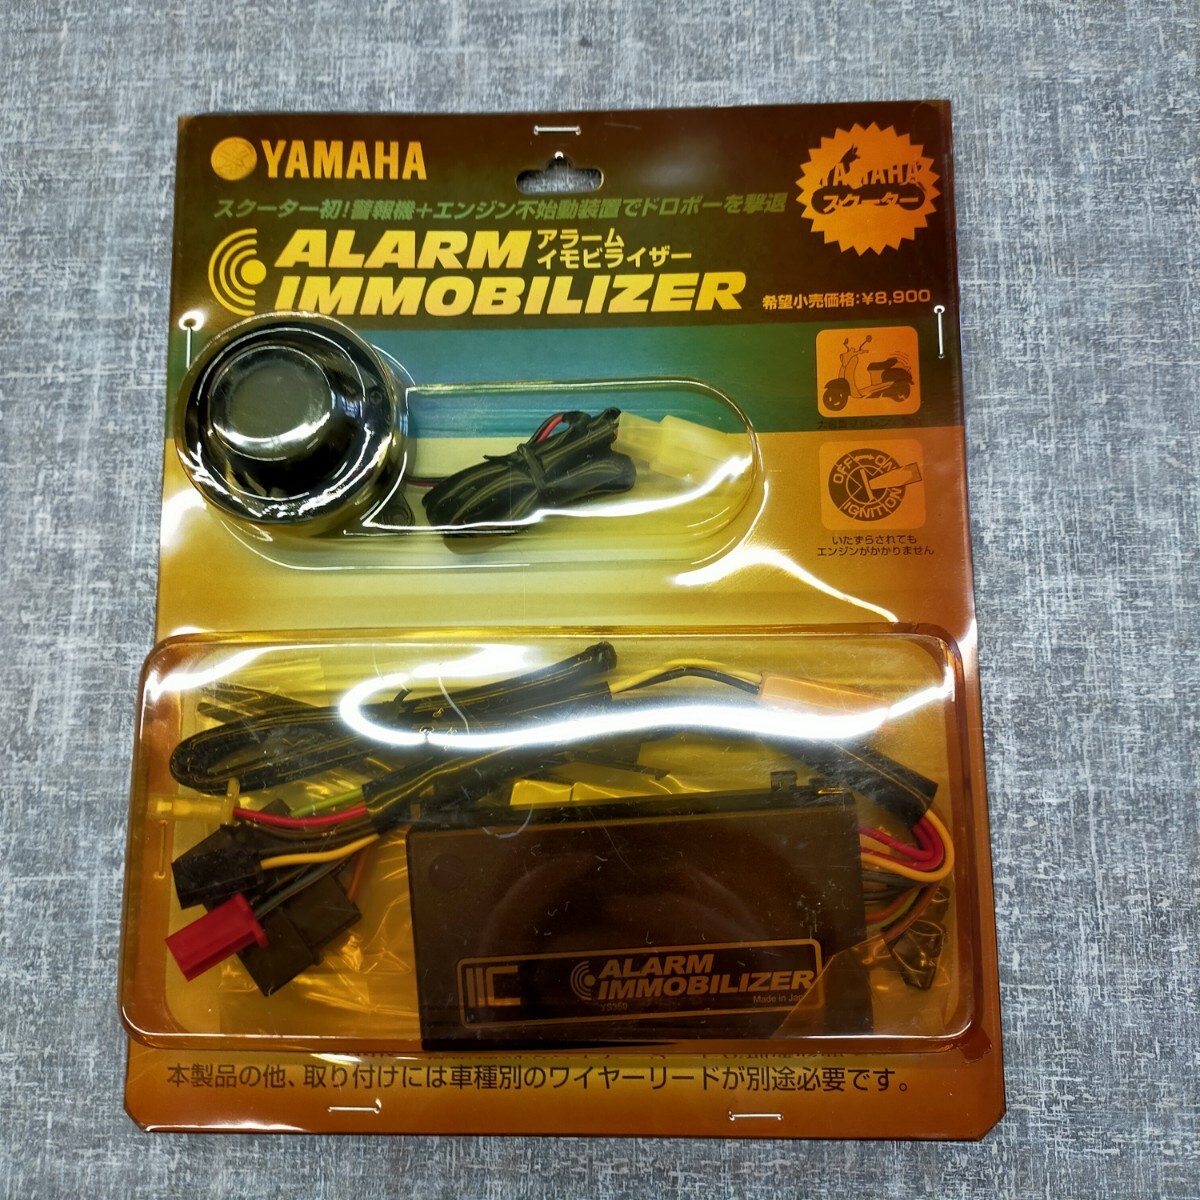 YAMAHA
YAMAHA
スクーター
スクーター初!警報機+エンジン不始動装置でドロボーを撃退
ALARM アラーム
イモビライザー
IMMOBILIZER
希望小売価格:¥8,900
OFF ON
IGNITION
いたずらされても
エンジンがかかりません
ALARM
IMMOBILIZER
Made in
本製品の他、取り付けには車種別のワイヤーリードが別途必要です。